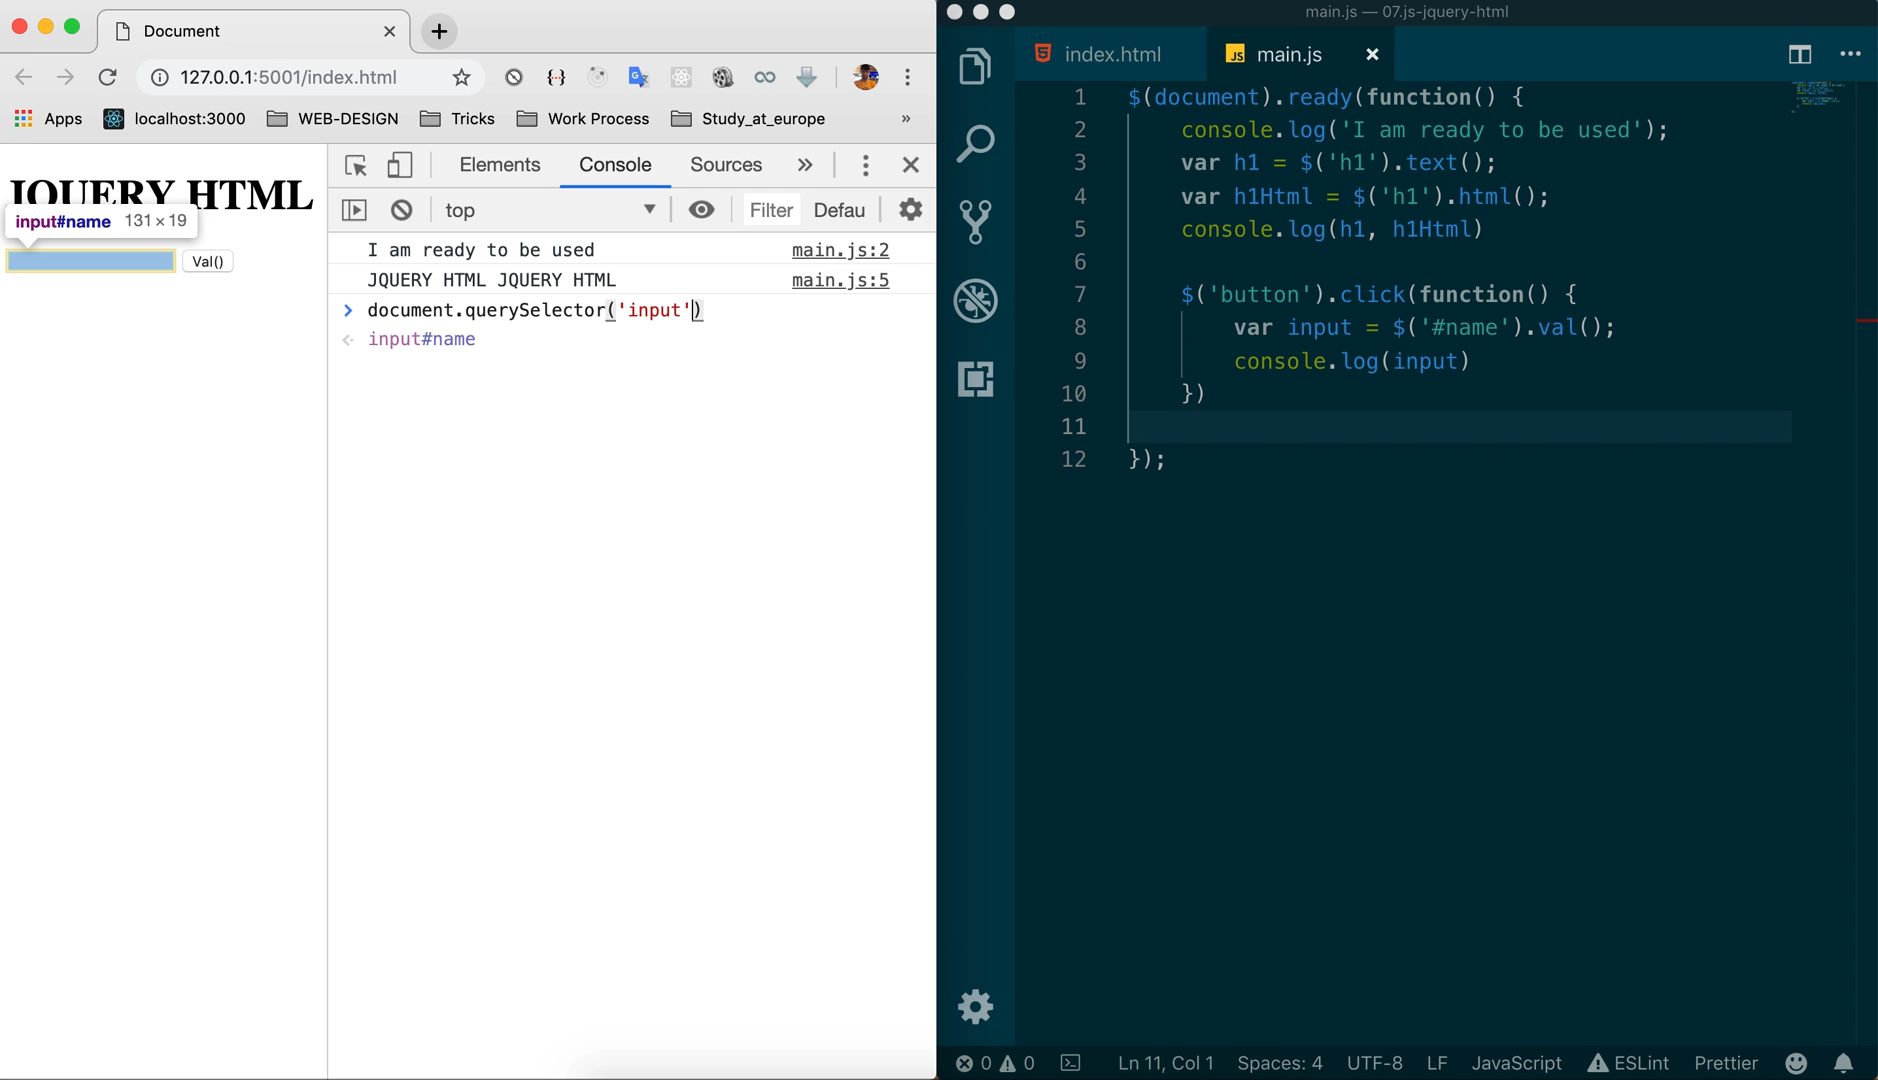 Document
127.0.0.1:5001/index.html
Apps
localhost:3000
WEB-DESIGN
Tricks
Work Process
Study_at_europe
»
JQUERY HTML
input#name 131 × 19
Val()
Elements
Console
Sources
»
top
Filter
Defau
I am ready to be used main.js:2
JQUERY HTML JQUERY HTML main.js:5
document.querySelector('input')
input#name
main.js — 07.js-jquery-html
index.html
JS main.js
1 $(document).ready(function() {
2 console.log('I am ready to be used');
3 var h1 = $('h1').text();
4 var h1Html = $('h1').html();
5 console.log(h1, h1Html)
6
7 $('button').click(function() {
8 var input = $('#name').val();
9 console.log(input)
10 })
11
12 });
0 0 Ln 11, Col 1 Spaces: 4 UTF-8 LF JavaScript ESLint Prettier